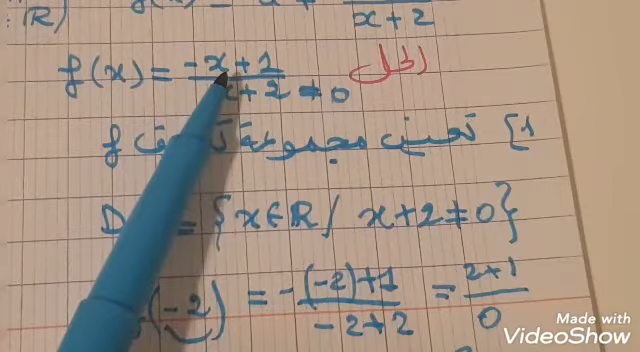 x+2
f(x) = -x+1 / x+2 ≠ 0 الحل
1] تعيين مجموعة f
D = {x∈ℝ / x+2≠0}
(-2) = -(-2)+1 / -2+2 = 2+1 / 0
Made with
VideoShow